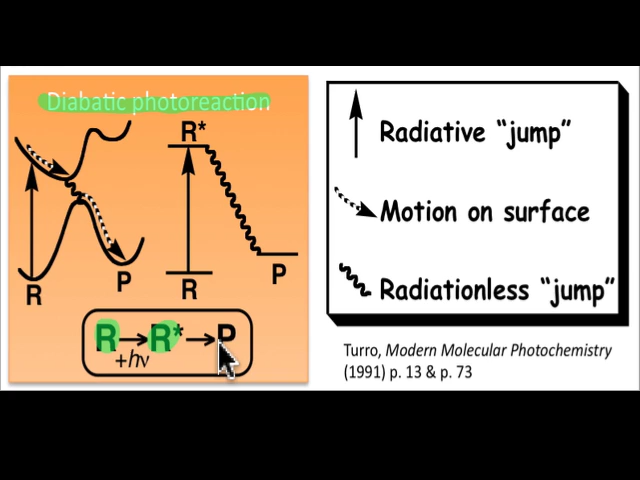 Diabatic photoreaction
R*
R
P
R
P
R → R* → P
+hν
Radiative “jump”
Motion on surface
Radiationless “jump”
Turro, Modern Molecular Photochemistry
(1991) p. 13 & p. 73